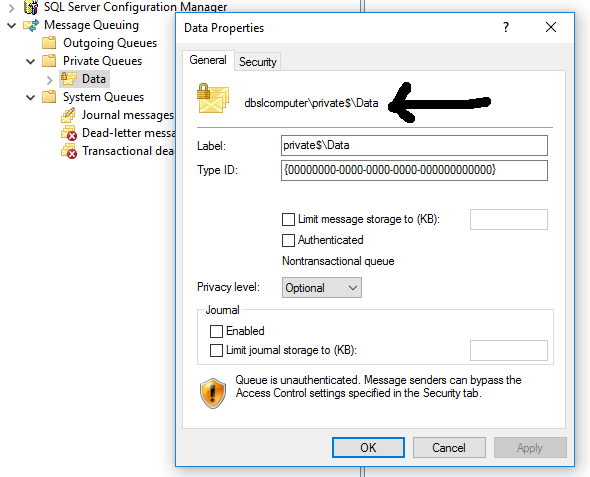 SQL Server Configuration Manager
Message Queuing
Outgoing Queues
Private Queues
Data
System Queues
Journal messages
Dead-letter messa
Transactional dea
Data Properties
?
General
Security
dbslcomputer\private$\Data
Label:
private$\Data
Type ID:
{00000000-0000-0000-0000-000000000000}
Limit message storage to (KB):
Authenticated
Nontransactional queue
Privacy level:
Optional
Journal
Enabled
Limit journal storage to (KB):
Queue is unauthenticated. Message senders can bypass the
Access Control settings specified in the Security tab.
OK
Cancel
Apply